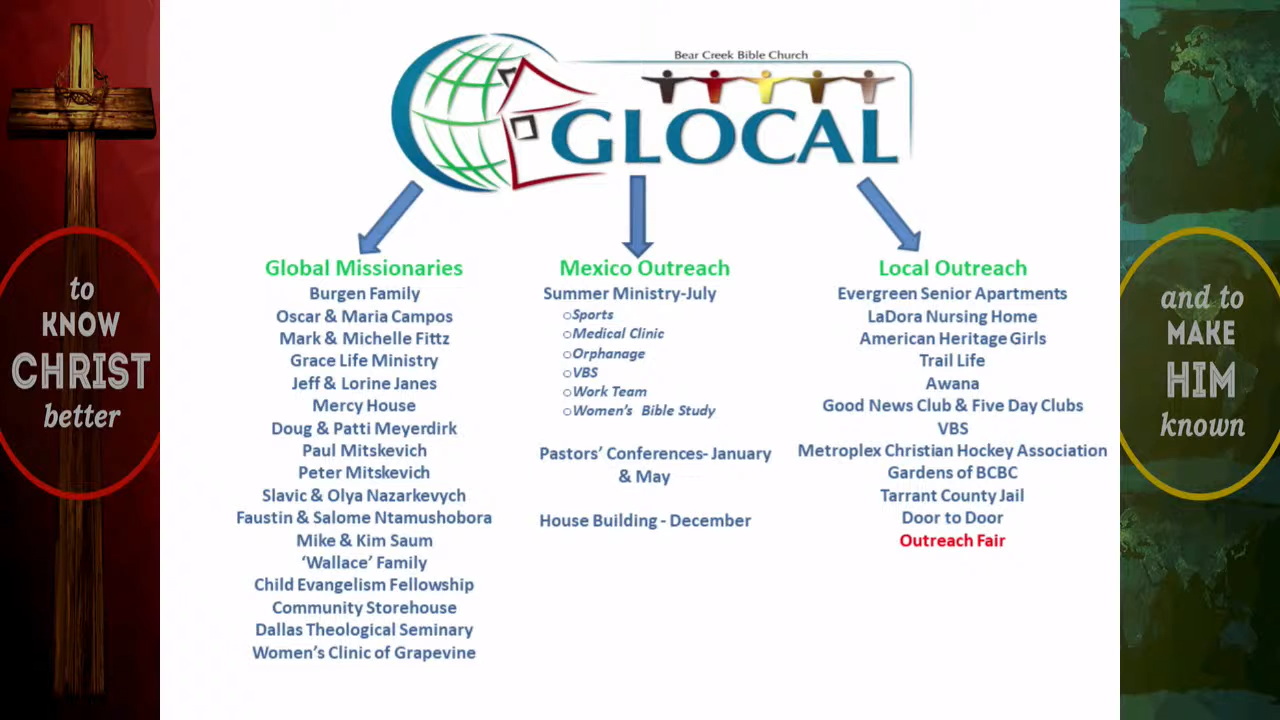 Bear Creek Bible Church
GLOCAL
to
KNOW
CHRIST
better
Global Missionaries
Burgen Family
Oscar & Maria Campos
Mark & Michelle Fittz
Grace Life Ministry
Jeff & Lorine Janes
Mercy House
Doug & Patti Meyerdirk
Paul Mitskevich
Peter Mitskevich
Slavic & Olya Nazarkevych
Faustin & Salome Ntamushobora
Mike & Kim Saum
‘Wallace’ Family
Child Evangelism Fellowship
Community Storehouse
Dallas Theological Seminary
Women’s Clinic of Grapevine
Mexico Outreach
Summer Ministry-July
○Sports
○Medical Clinic
○Orphanage
○VBS
○Work Team
○Women’s Bible Study
Pastors’ Conferences- January
& May
House Building - December
Local Outreach
Evergreen Senior Apartments
LaDora Nursing Home
American Heritage Girls
Trail Life
Awana
Good News Club & Five Day Clubs
VBS
Metroplex Christian Hockey Association
Gardens of BCBC
Tarrant County Jail
Door to Door
Outreach Fair
and to
MAKE
HIM
known